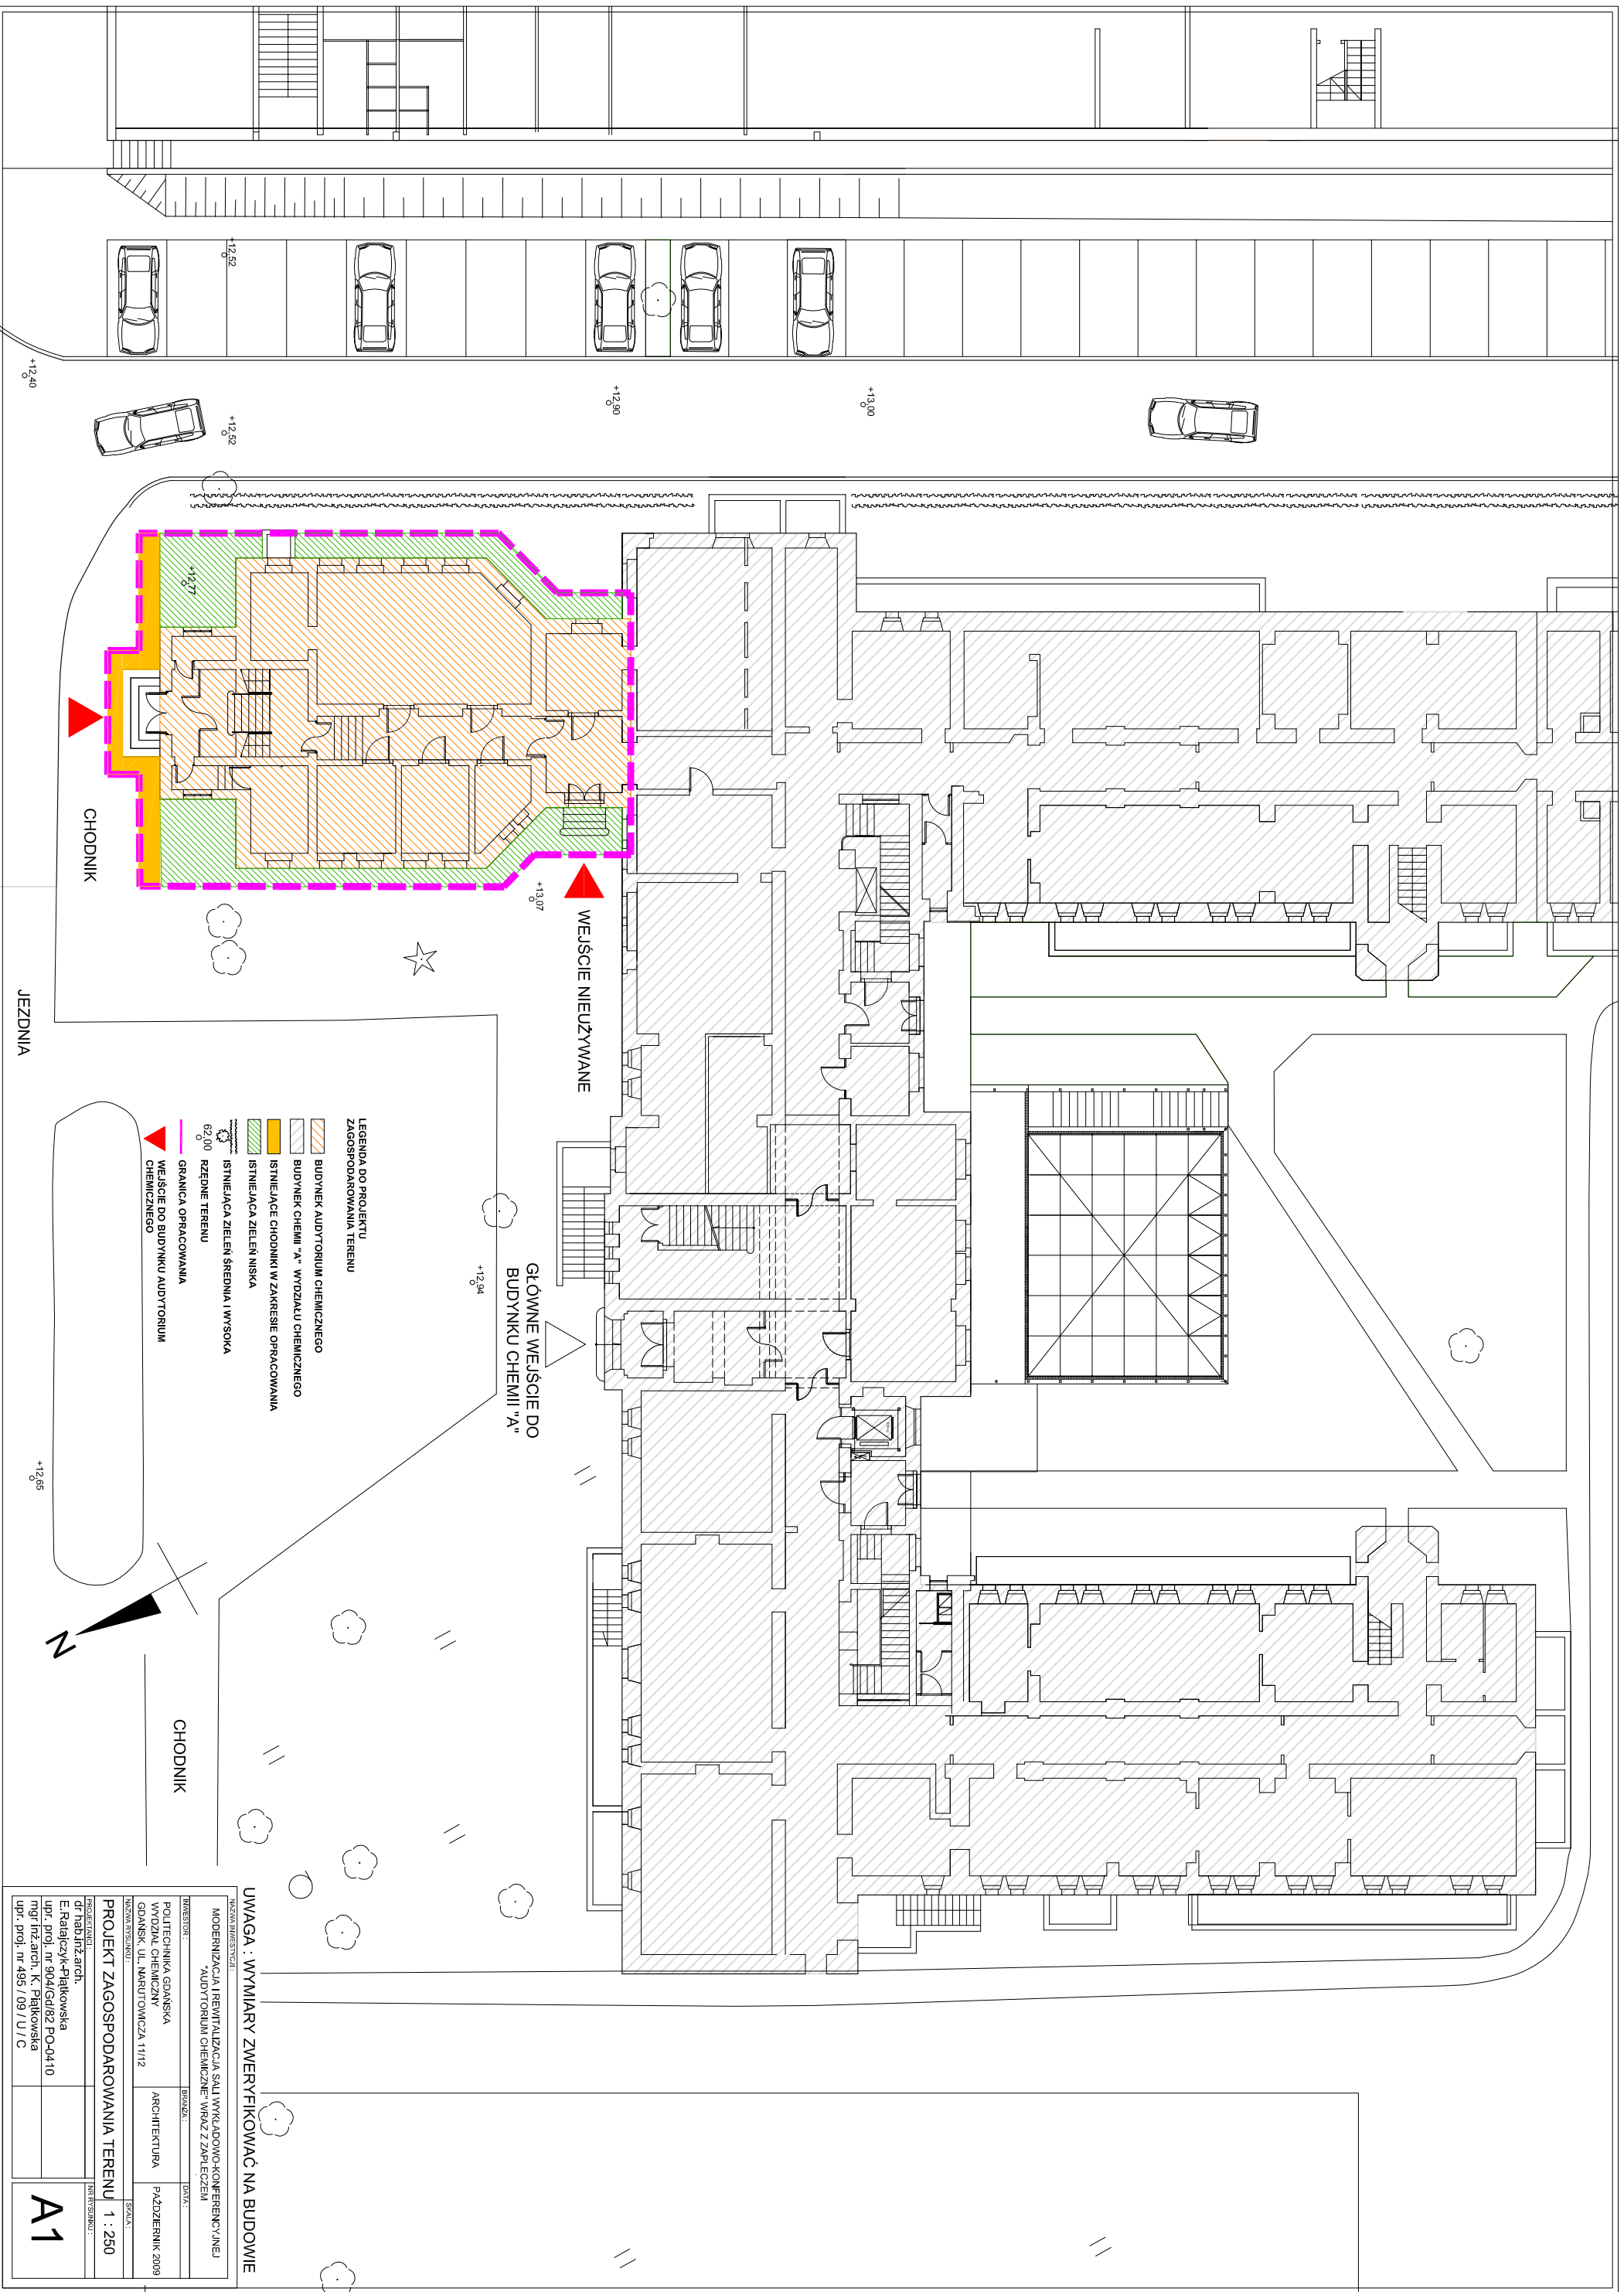 +12,52
+12,40
+12,52
+12,90
+13,00
+12,77
+13,07
CHODNIK
WEJŚCIE NIEUŻYWANE
JEZDNIA
LEGENDA DO PROJEKTU
ZAGOSPODAROWANIA TERENU
BUDYNEK AUDYTORIUM CHEMICZNEGO
BUDYNEK CHEMII "A" WYDZIAŁU CHEMICZNEGO
ISTNIEJĄCE CHODNIKI W ZAKRESIE OPRACOWANIA
ISTNIEJĄCA ZIELEŃ NISKA
ISTNIEJĄCA ZIELEŃ ŚREDNIA I WYSOKA
62,00
RZĘDNE TERENU
GRANICA OPRACOWANIA
WEJŚCIE DO BUDYNKU AUDYTORIUM
CHEMICZNEGO
+12,94
GŁÓWNE WEJŚCIE DO
BUDYNKU CHEMII "A"
+12,65
N
CHODNIK
UWAGA : WYMIARY ZWERYFIKOWAĆ NA BUDOWIE
NAZWA INWESTYCJI :
MODERNIZACJA I REWITALIZACJA SALI WYKŁADOWO-KONFERENCYJNEJ
"AUDYTORIUM CHEMICZNE" WRAZ Z ZAPLECZEM
INWESTOR :
POLITECHNIKA GDAŃSKA
WYDZIAŁ CHEMICZNY
GDAŃSK, UL. NARUTOWICZA 11/12
BRANŻA :
ARCHITEKTURA
DATA :
PAŹDZIERNIK 2009
NAZWA RYSUNKU :
PROJEKT ZAGOSPODAROWANIA TERENU
SKALA :
1 : 250
PROJEKTANCI :
dr hab.inż.arch.
E.Ratajczyk-Piątkowska
upr. proj. nr 904/Gd/82 PO-0410
mgr inż.arch. K. Piątkowska
upr. proj. nr 495 / 09 / U / C
NR RYSUNKU :
A1